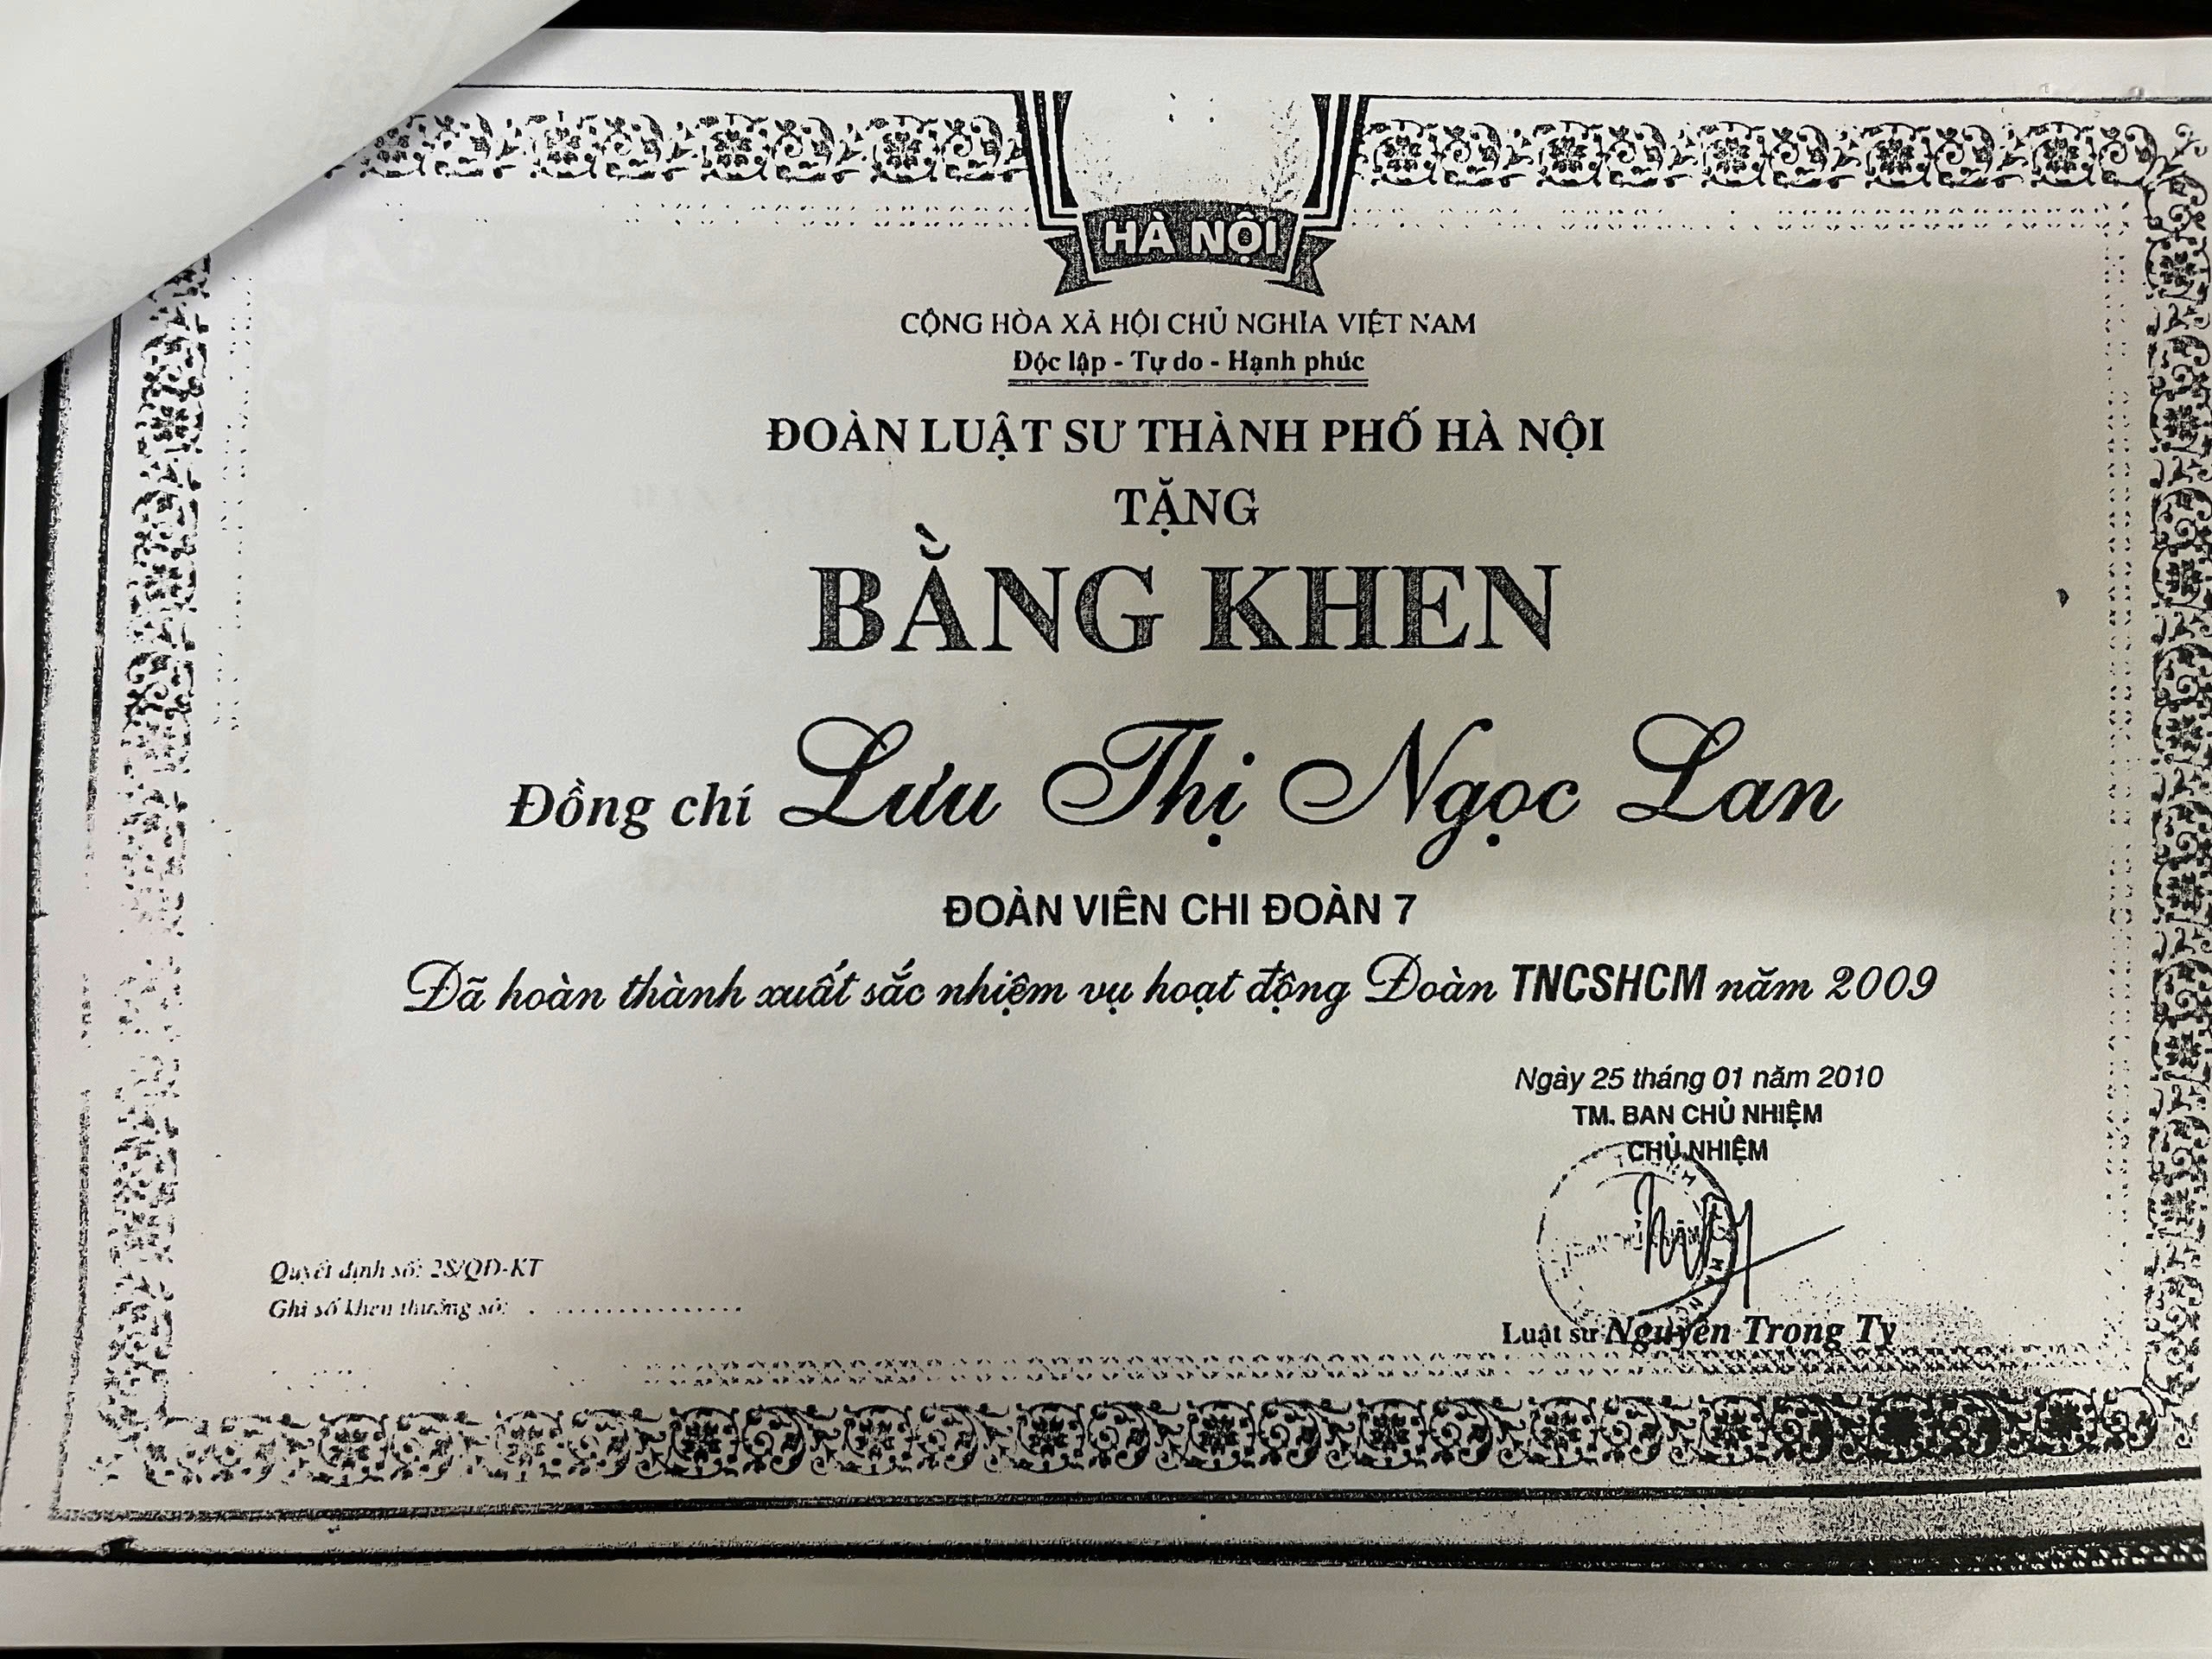 HÀ NỘI
CỘNG HÒA XÃ HỘI CHỦ NGHĨA VIỆT NAM
Độc lập - Tự do - Hạnh phúc
ĐOÀN LUẬT SƯ THÀNH PHỐ HÀ NỘI
TẶNG
BẰNG KHEN
Đồng chí Lưu Thị Ngọc Lan
ĐOÀN VIÊN CHI ĐOÀN 7
Đã hoàn thành xuất sắc nhiệm vụ hoạt động Đoàn TNCSHCM năm 2009
Ngày 25 tháng 01 năm 2010
TM. BAN CHỦ NHIỆM
CHỦ NHIỆM
Quyết định số: 28/QĐ-KT
Ghi sổ khen thưởng số: ....................
Luật sư Nguyễn Trọng Tỵ